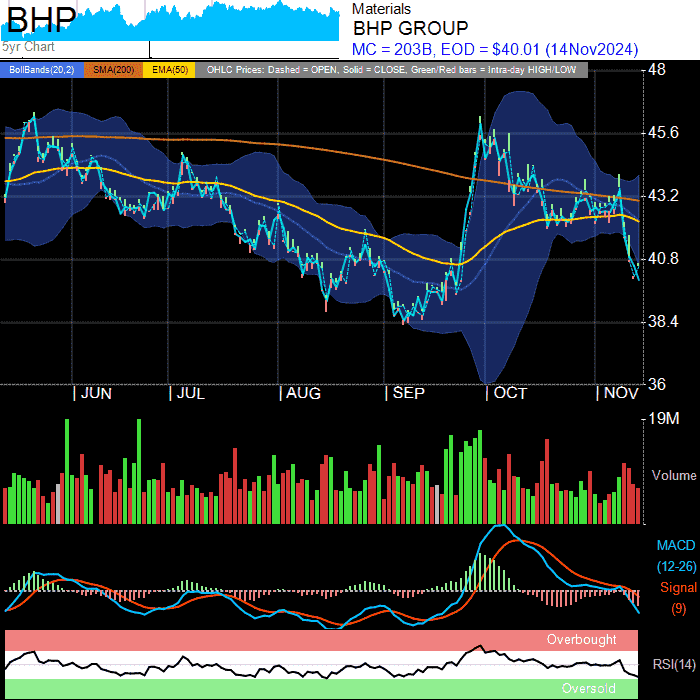 BHP
Materials
BHP GROUP
5yr Chart
MC = 203B, EOD = $40.01 (14Nov2024)
BollBands(20,2) SMA(200) EMA(50) OHLC Prices: Dashed = OPEN, Solid = CLOSE, Green/Red bars = Intra-day HIGH/LOW
48
45.6
43.2
40.8
38.4
36
JUN JUL AUG SEP OCT NOV
19M
Volume
MACD
(12-26)
Signal
(9)
Overbought
RSI(14)
Oversold